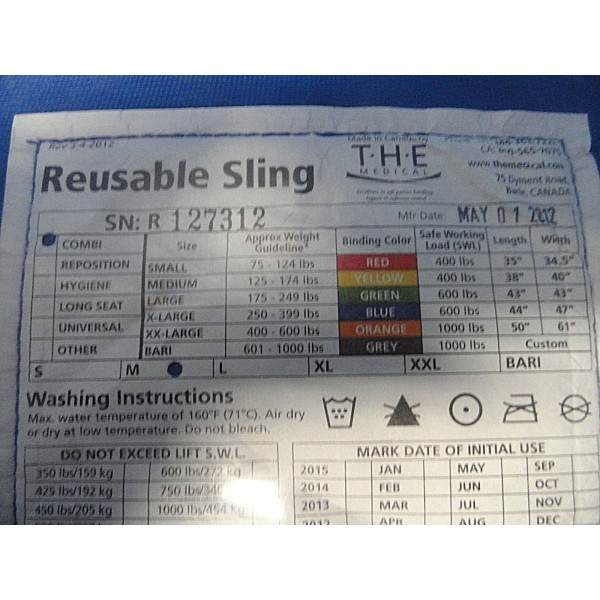 Rev 3-4-2012
Made in Canada by
T·H·E
MEDICAL
www.themedical.com
75 Dyment Road,
Barie, CANADA
Reusable Sling
SN: R 127312
Mfr Date: MAY 01 2012
COMBI Size Approx Weight Guideline* Binding Color Safe Working Load (SWL) Length Width
REPOSITION SMALL 75 - 124 lbs RED 400 lbs 35" 34.5"
HYGIENE MEDIUM 125 - 174 lbs YELLOW 400 lbs 38" 40"
LONG SEAT LARGE 175 - 249 lbs GREEN 600 lbs 43" 43"
X-LARGE 250 - 399 lbs BLUE 600 lbs 44" 47"
UNIVERSAL XX-LARGE 400 - 600 lbs ORANGE 1000 lbs 50" 61"
OTHER BARI 601 - 1000 lbs GREY 1000 lbs Custom
S M L XL XXL BARI
Washing Instructions
Max. water temperature of 160°F (71°C). Air dry
or dry at low temperature. Do not bleach.
DO NOT EXCEED LIFT S.W.L.
350 lbs/159 kg 600 lbs/272 kg
425 lbs/192 kg 750 lbs/340
450 lbs/205 kg 1000 lbs/454 kg
MARK DATE OF INITIAL USE
2015 JAN MAY SEP
2014 FEB JUN OCT
2013 MAR JUL NOV
2012 APR AUG DEC